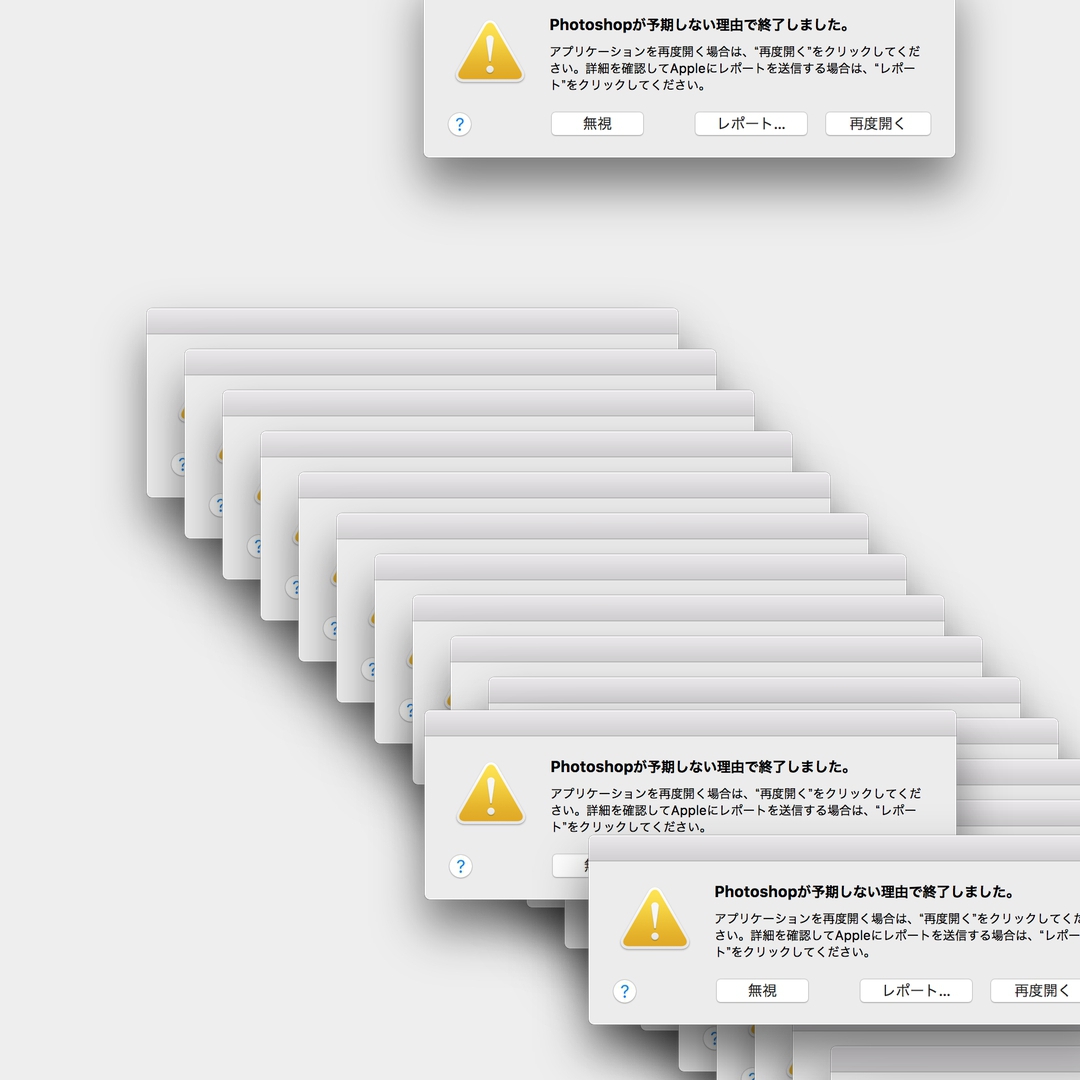 Photoshopが予期しない理由で終了しました。
アプリケーションを再度開く場合は、“再度開く”をクリックしてくだ
さい。詳細を確認してAppleにレポートを送信する場合は、“レポー
ト”をクリックしてください。
?
無視
レポート...
再度開く
?
?
?
?
?
?
?
Photoshopが予期しない理由で終了しました。
アプリケーションを再度開く場合は、“再度開く”をクリックしてくだ
さい。詳細を確認してAppleにレポートを送信する場合は、“レポー
ト”をクリックしてください。
?
Photoshopが予期しない理由で終了しました。
アプリケーションを再度開く場合は、“再度開く”をクリックしてくだ
さい。詳細を確認してAppleにレポートを送信する場合は、“レポー
ト”をクリックしてください。
?
無視
レポート...
再度開く
?
?